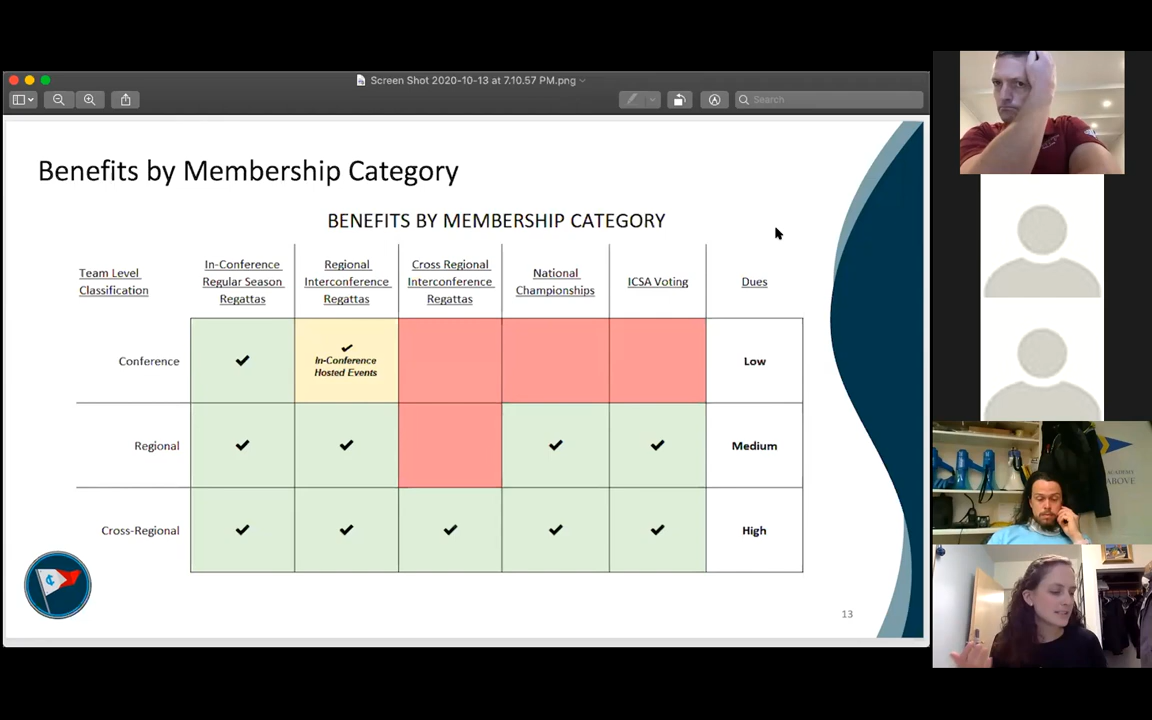 Screen Shot 2020-10-13 at 7.10.57 PM.png
Search
Benefits by Membership Category
BENEFITS BY MEMBERSHIP CATEGORY
Team Level
Classification
In-Conference
Regular Season
Regattas
Regional
Interconference
Regattas
Cross Regional
Interconference
Regattas
National
Championships
ICSA Voting
Dues
Conference
✓
✓
In-Conference
Hosted Events
Low
Regional
✓
✓
✓
✓
Medium
Cross-Regional
✓
✓
✓
✓
✓
High
13
ACADEMY
ABOVE